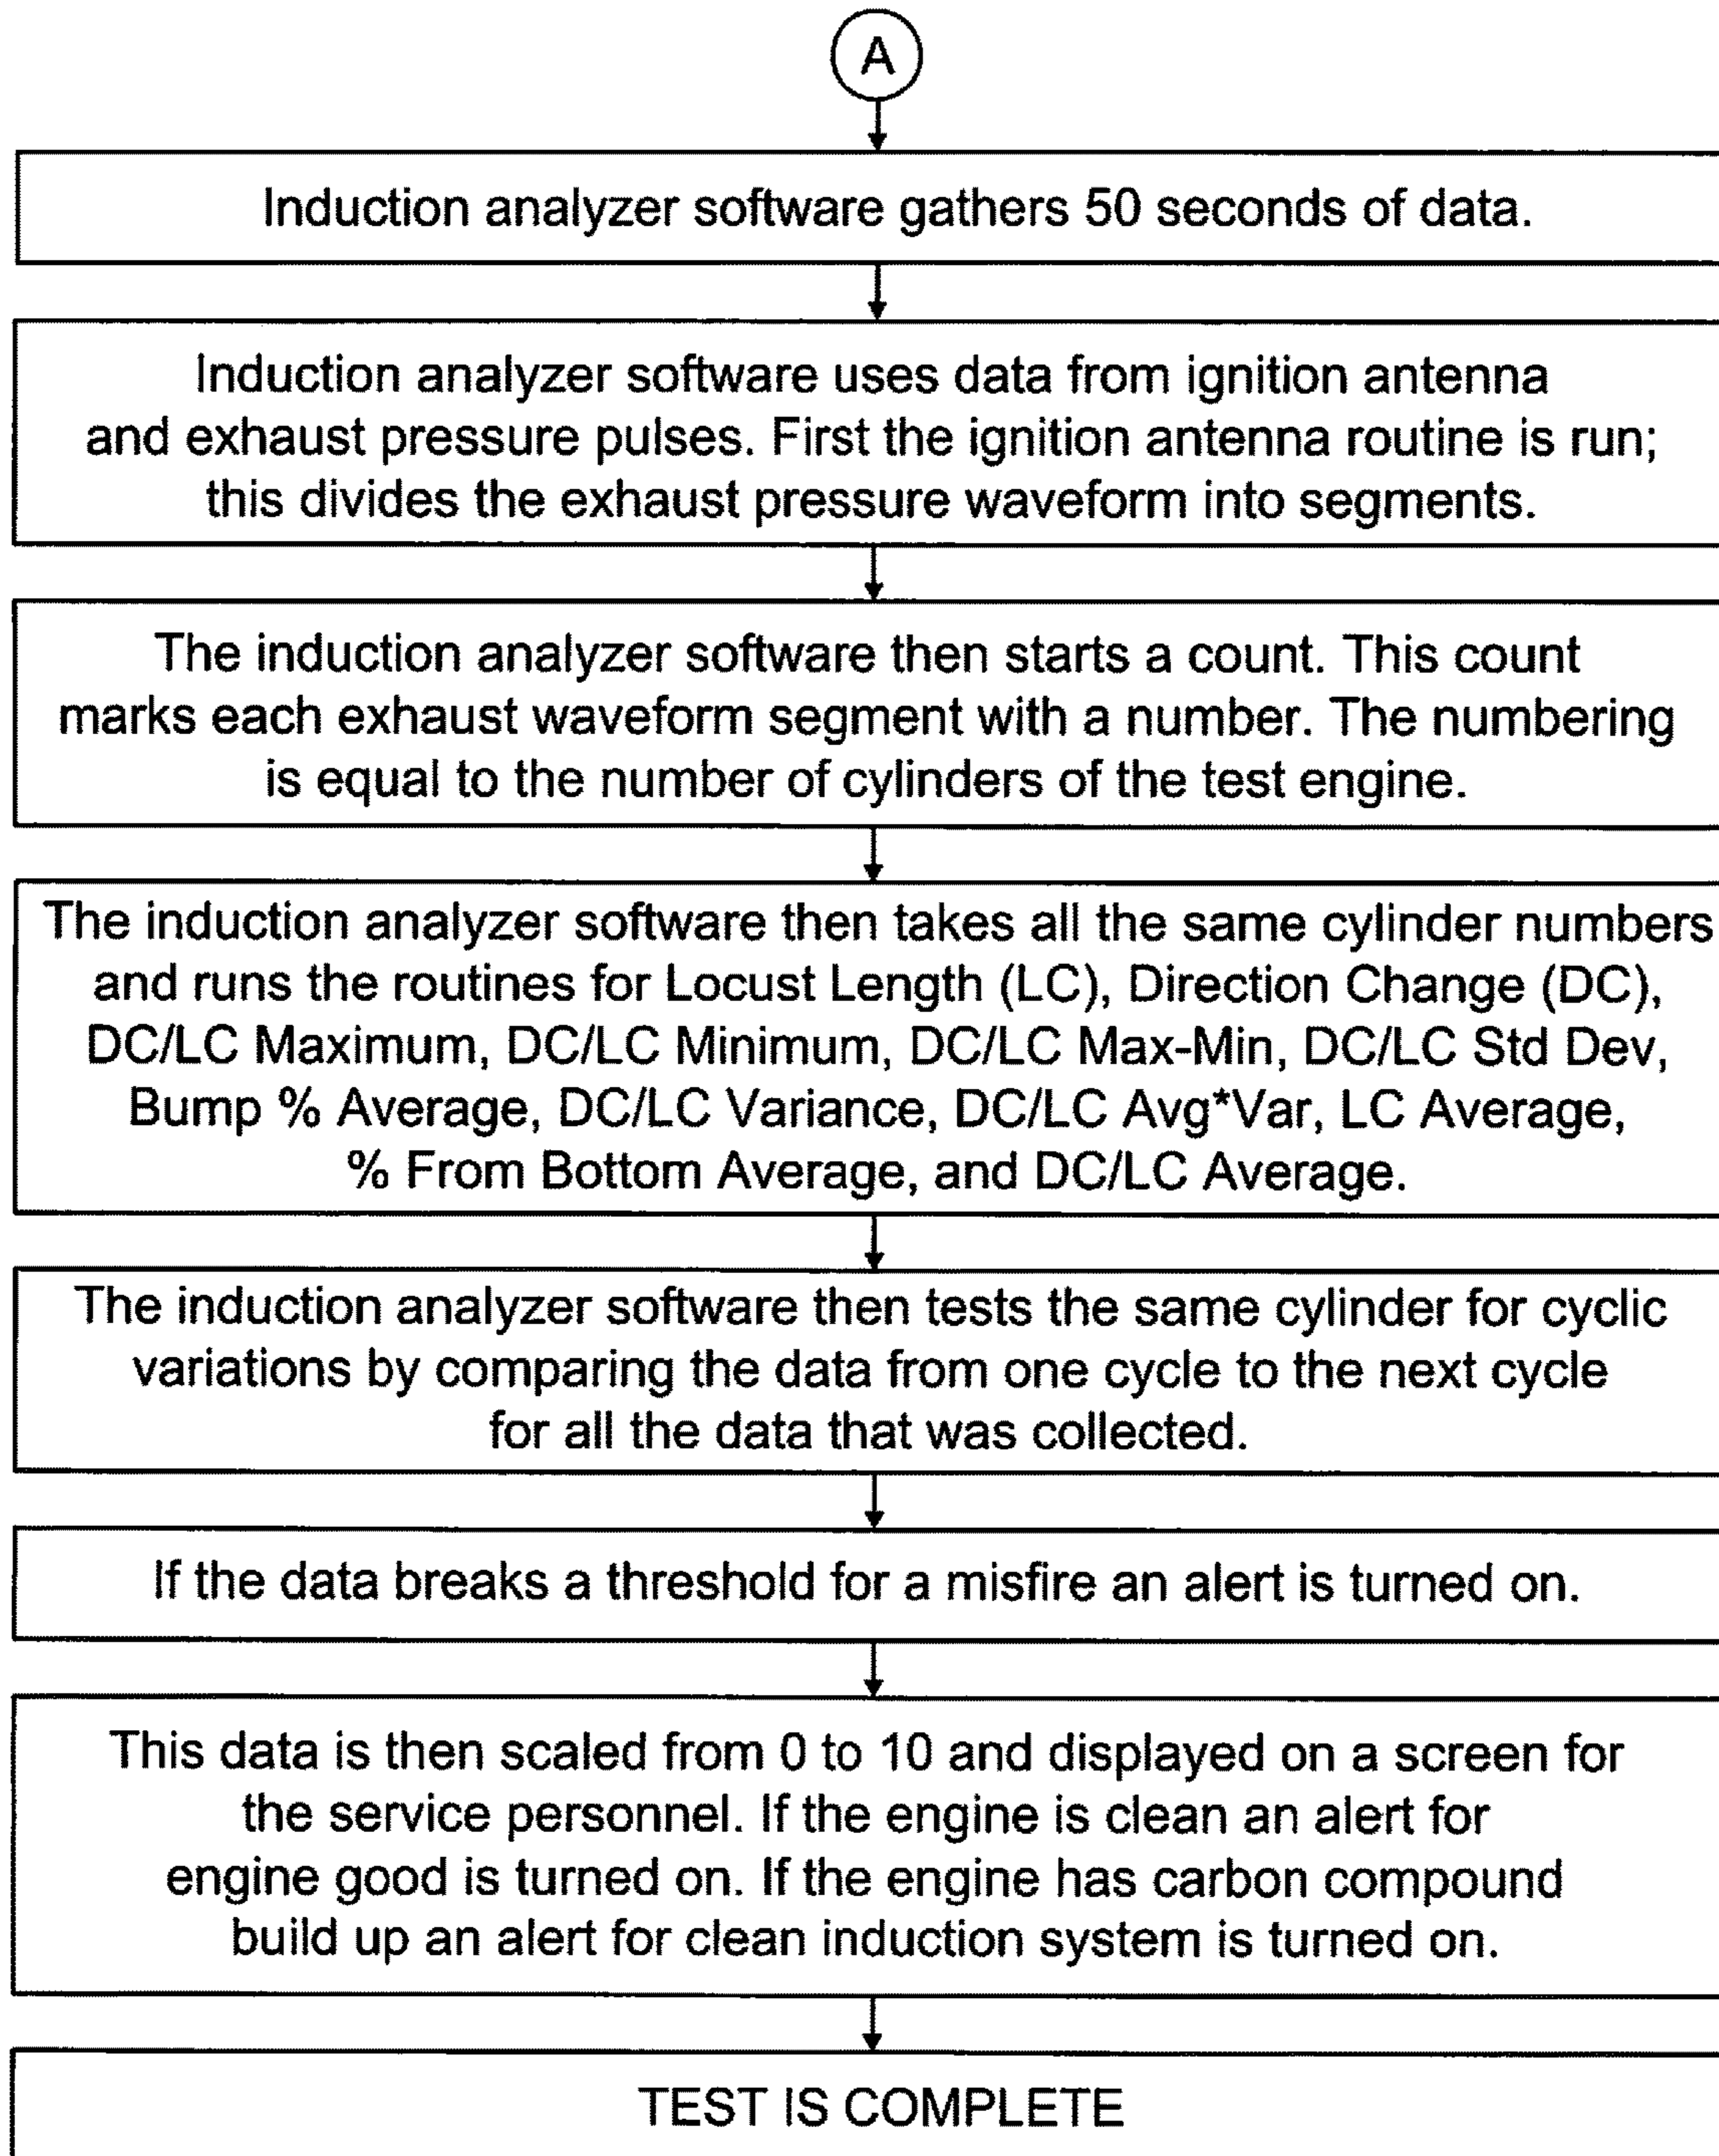 A
Induction analyzer software gathers 50 seconds of data.
Induction analyzer software uses data from ignition antenna
and exhaust pressure pulses. First the ignition antenna routine is run;
this divides the exhaust pressure waveform into segments.
The induction analyzer software then starts a count. This count
marks each exhaust waveform segment with a number. The numbering
is equal to the number of cylinders of the test engine.
The induction analyzer software then takes all the same cylinder numbers
and runs the routines for Locust Length (LC), Direction Change (DC),
DC/LC Maximum, DC/LC Minimum, DC/LC Max-Min, DC/LC Std Dev,
Bump % Average, DC/LC Variance, DC/LC Avg*Var, LC Average,
% From Bottom Average, and DC/LC Average.
The induction analyzer software then tests the same cylinder for cyclic
variations by comparing the data from one cycle to the next cycle
for all the data that was collected.
If the data breaks a threshold for a misfire an alert is turned on.
This data is then scaled from 0 to 10 and displayed on a screen for
the service personnel. If the engine is clean an alert for
engine good is turned on. If the engine has carbon compound
build up an alert for clean induction system is turned on.
TEST IS COMPLETE